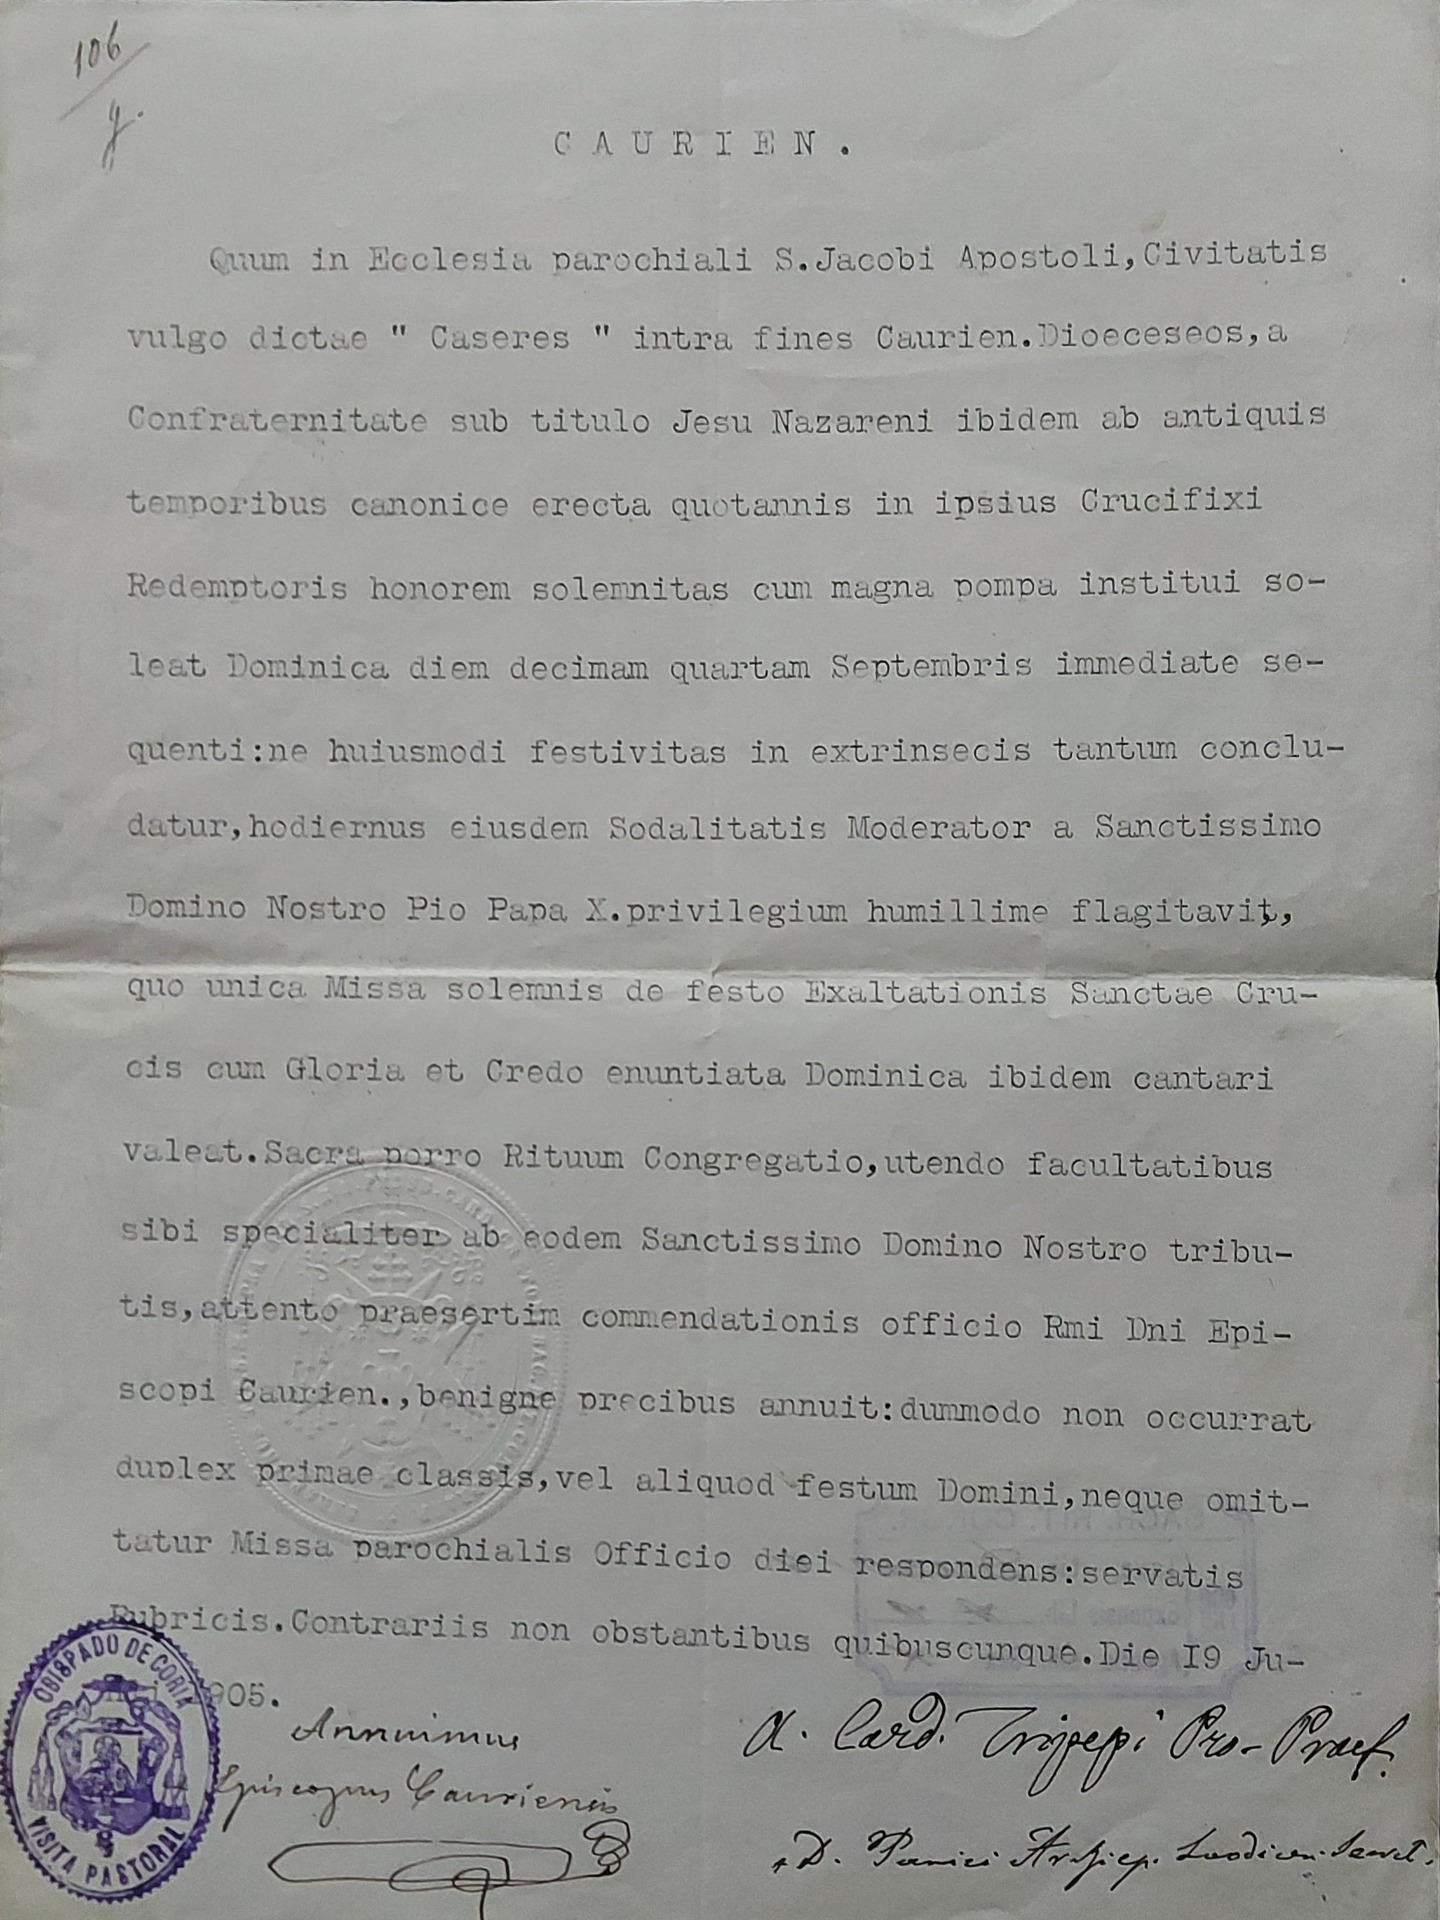 106
y.
CAURIEN.
Quum in Ecclesia parochiali S.Jacobi Apostoli,Civitatis
vulgo dictae " Caseres " intra fines Caurien.Dioeceseos,a
Confraternitate sub titulo Jesu Nazareni ibidem ab antiquis
temporibus canonice erecta quotannis in ipsius Crucifixi
Redemptoris honorem solemnitas cum magna pompa institui so-
leat Dominica diem decimam quartam Septembris immediate se-
quenti:ne huiusmodi festivitas in extrinsecis tantum conclu-
datur,hodiernus eiusdem Sodalitatis Moderator a Sanctissimo
Domino Nostro Pio Papa X.privilegium humillime flagitavit,
quo unica Missa solemnis de festo Exaltationis Sanctae Cru-
cis cum Gloria et Credo enuntiata Dominica ibidem cantari
valeat.Sacra porro Rituum Congregatio,utendo facultatibus
sibi specialiter ab eodem Sanctissimo Domino Nostro tribu-
tis,attento praesertim commendationis officio Rmi Dni Epi-
scopi Caurien.,benigne precibus annuit:dummodo non occurrat
duplex primae classis,vel aliquod festum Domini,neque omit-
tatur Missa parochialis Officio diei respondens:servatis
Rubricis.Contrariis non obstantibus quibuscunque.Die I9 Ju-
905.
Annuimus
Episcopus Cauriensis
A. Card. Tripepi Pro-Praef.
+ D. Panici Archiep. Laodicen. Secret.
OBISPADO DE CORIA
VISITA PASTORAL